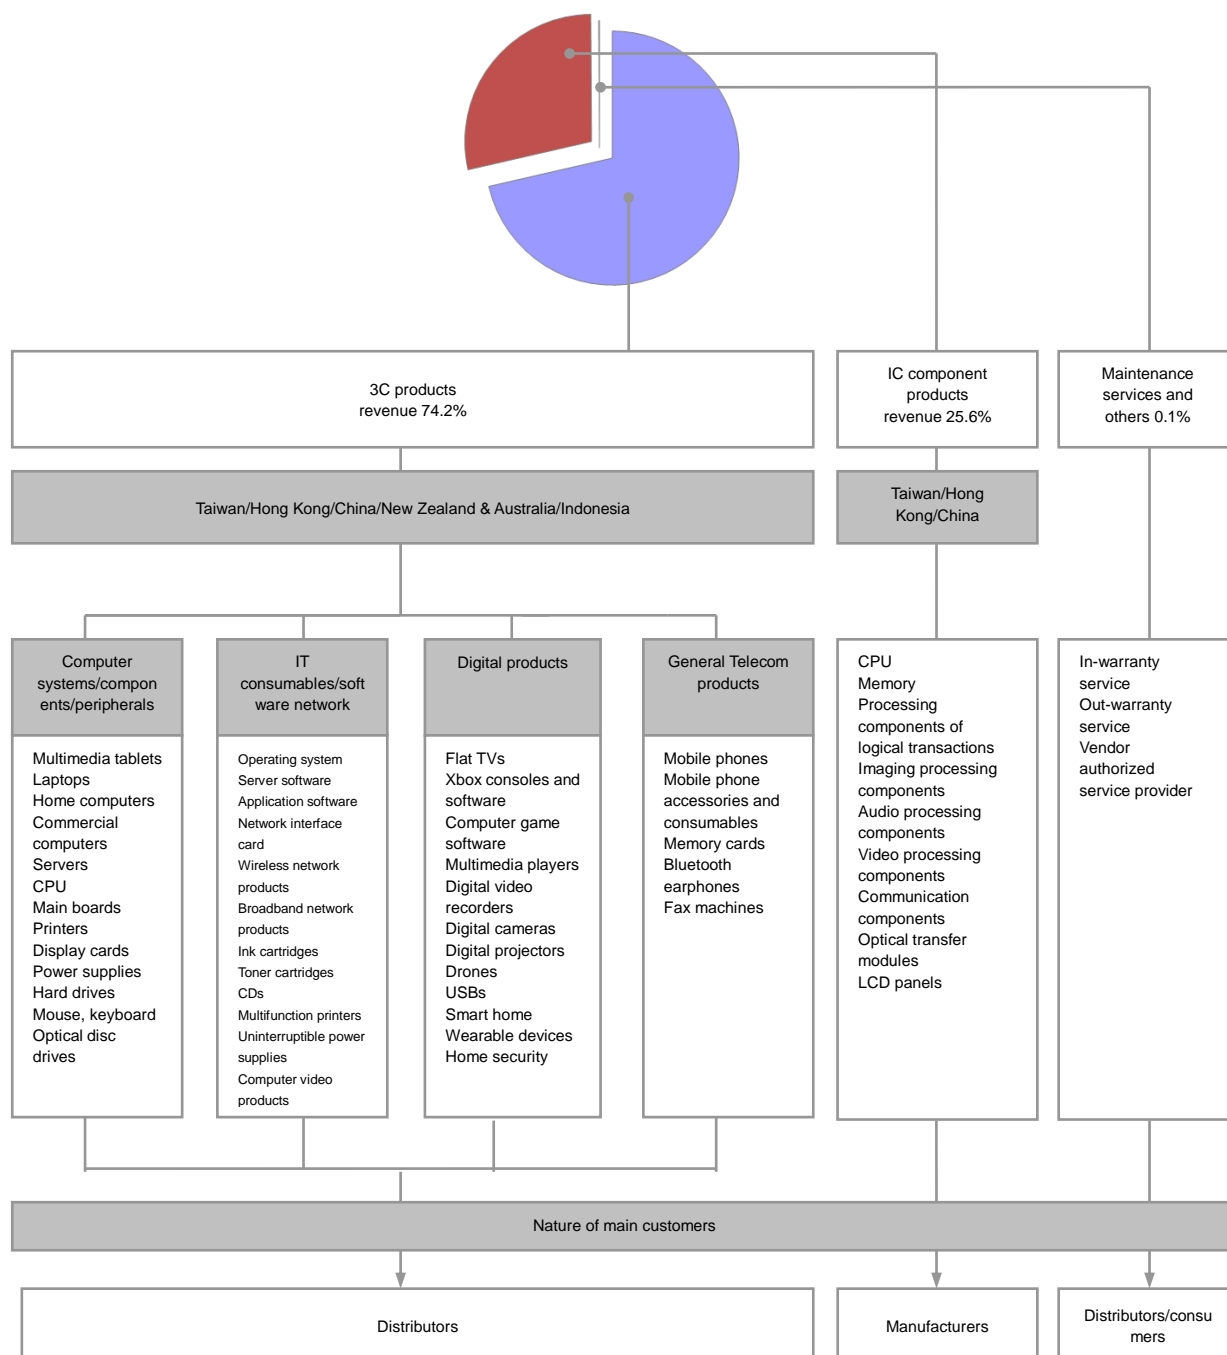 3C products
revenue 74.2%
IC component
products
revenue 25.6%
Maintenance
services and
others 0.1%
Taiwan/Hong Kong/China/New Zealand & Australia/Indonesia
Taiwan/Hong
Kong/China
Computer
systems/compon
ents/peripherals
IT
consumables/soft
ware network
Digital products
General Telecom
products
Multimedia tablets
Laptops
Home computers
Commercial
computers
Servers
CPU
Main boards
Printers
Display cards
Power supplies
Hard drives
Mouse, keyboard
Optical disc
drives
Operating system
Server software
Application software
Network interface
card
Wireless network
products
Broadband network
products
Ink cartridges
Toner cartridges
CDs
Multifunction printers
Uninterruptible power
supplies
Computer video
products
Flat TVs
Xbox consoles and
software
Computer game
software
Multimedia players
Digital video
recorders
Digital cameras
Digital projectors
Drones
USBs
Smart home
Wearable devices
Home security
Mobile phones
Mobile phone
accessories and
consumables
Memory cards
Bluetooth
earphones
Fax machines
CPU
Memory
Processing
components of
logical transactions
Imaging processing
components
Audio processing
components
Video processing
components
Communication
components
Optical transfer
modules
LCD panels
In-warranty
service
Out-warranty
service
Vendor
authorized
service provider
Nature of main customers
Distributors
Manufacturers
Distributors/consu
mers